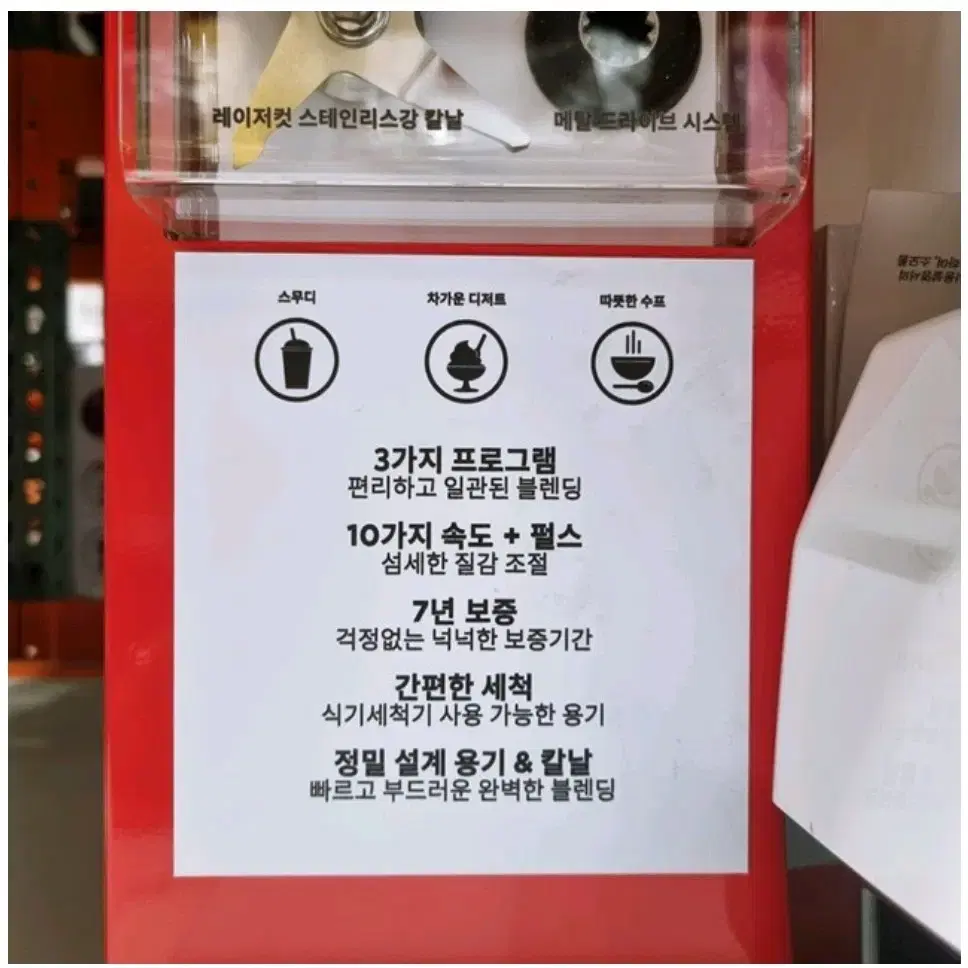 레이저컷 스테인리스강 칼날
메탈 드라이브 시스템
스무디
차가운 디저트
따뜻한 수프
3가지 프로그램
편리하고 일관된 블렌딩
10가지 속도 + 펄스
섬세한 질감 조절
7년 보증
걱정없는 넉넉한 보증기간
간편한 세척
식기세척기 사용 가능한 용기
정밀 설계 용기 & 칼날
빠르고 부드러운 완벽한 블렌딩